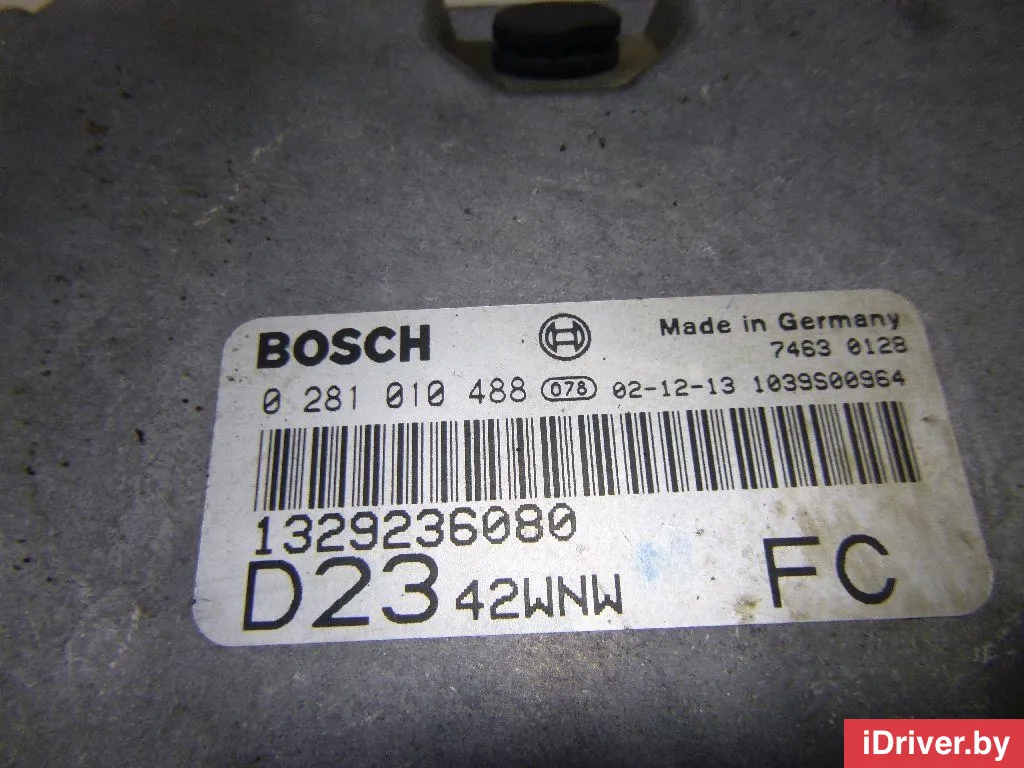 BOSCH
Made in Germany
7463 0128
0 281 010 488 078 02-12-13 1039S00964
1329236080
D23 42WNW FC
iDriver.by